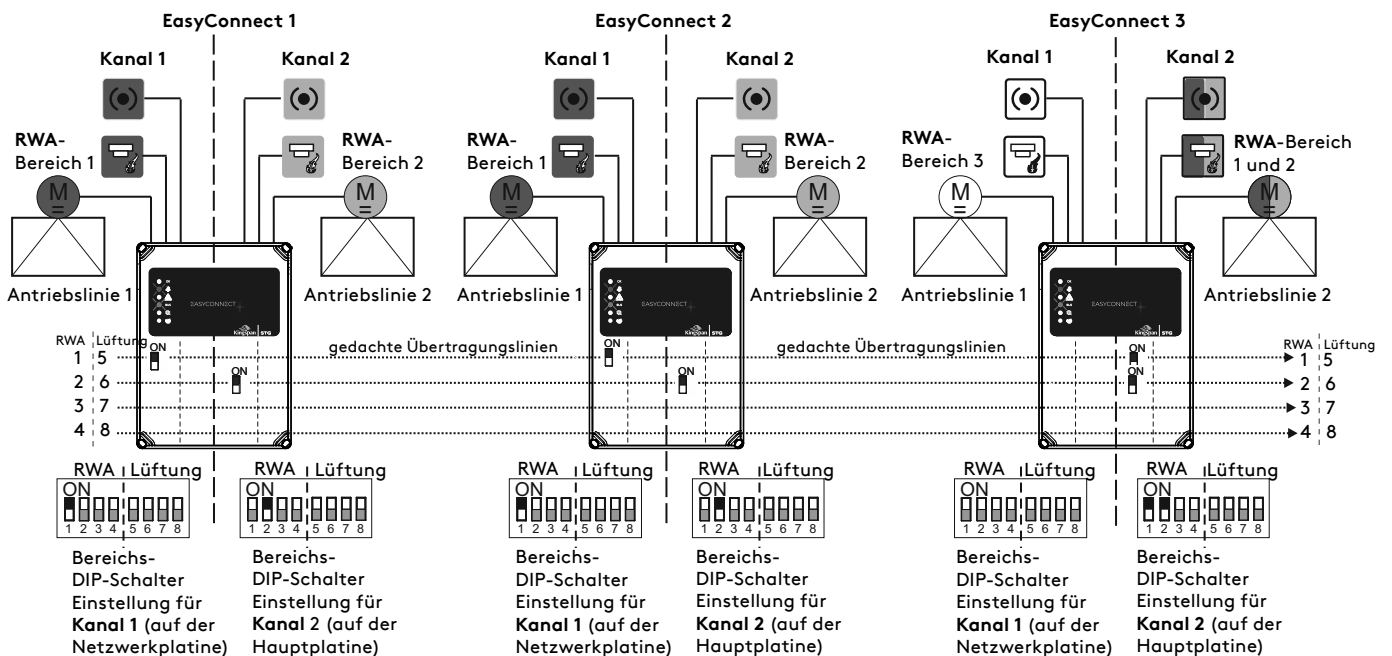 EasyConnect 1
EasyConnect 2
EasyConnect 3
Kanal 1
Kanal 2
Kanal 1
Kanal 2
Kanal 1
Kanal 2
RWA-
Bereich 1
RWA-
Bereich 2
RWA-
Bereich 1
RWA-
Bereich 2
RWA-
Bereich 3
RWA-Bereich
1 und 2
M
M
M
M
M
M
Antriebslinie 1
Antriebslinie 2
Antriebslinie 1
Antriebslinie 2
Antriebslinie 1
Antriebslinie 2
EASYCONNECT
Kingspan STG
EASYCONNECT
Kingspan STG
EASYCONNECT
Kingspan STG
RWA Lüftung
1 5
2 6
3 7
4 8
ON
ON
gedachte Übertragungslinien
ON
ON
gedachte Übertragungslinien
ON
ON
RWA Lüftung
1 5
2 6
3 7
4 8
RWA Lüftung
ON
1 2 3 4 5 6 7 8
Bereichs-
DIP-Schalter
Einstellung für
Kanal 1 (auf der
Netzwerkplatine)
RWA Lüftung
ON
1 2 3 4 5 6 7 8
Bereichs-
DIP-Schalter
Einstellung für
Kanal 2 (auf der
Hauptplatine)
RWA Lüftung
ON
1 2 3 4 5 6 7 8
Bereichs-
DIP-Schalter
Einstellung für
Kanal 1 (auf der
Netzwerkplatine)
RWA Lüftung
ON
1 2 3 4 5 6 7 8
Bereichs-
DIP-Schalter
Einstellung für
Kanal 2 (auf der
Hauptplatine)
RWA Lüftung
ON
1 2 3 4 5 6 7 8
Bereichs-
DIP-Schalter
Einstellung für
Kanal 1 (auf der
Netzwerkplatine)
RWA Lüftung
ON
1 2 3 4 5 6 7 8
Bereichs-
DIP-Schalter
Einstellung für
Kanal 2 (auf der
Hauptplatine)